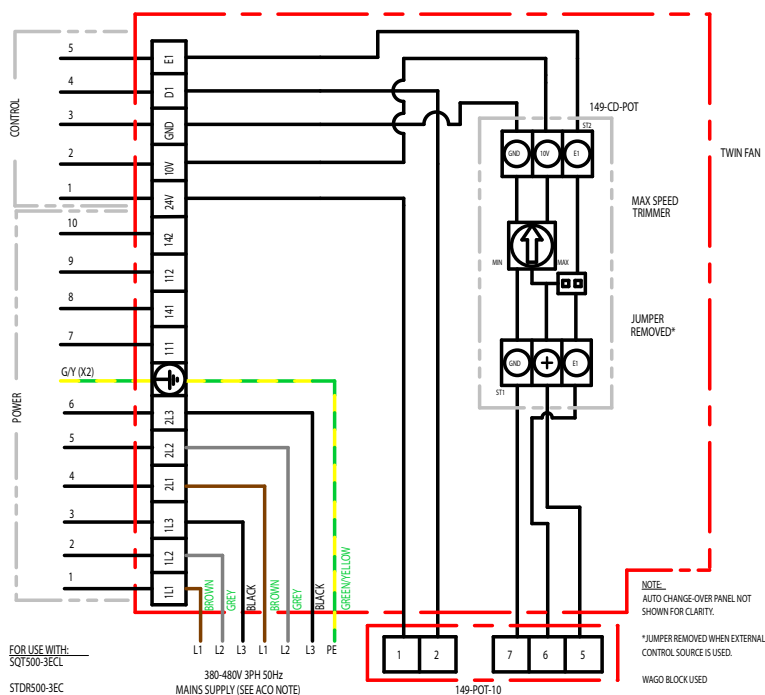 CONTROL
5
4
3
2
1
POWER
10
9
8
7
G/Y (X2)
6
5
4
3
2
1
E1
D1
GND
10V
24V
142
112
141
111
2L3
2L2
2L1
1L3
1L2
1L1
149-CD-POT
ST2
GND
10V
E1
TWIN FAN
MAX SPEED
TRIMMER
MIN
MAX
JUMPER
REMOVED*
GND
+
E1
ST1
BROWN
GREY
BLACK
BROWN
GREY
BLACK
GREEN/YELLOW
L1
L2
L3
L1
L2
L3
PE
380-480V 3PH 50Hz
MAINS SUPPLY (SEE ACO NOTE)
1
2
7
6
5
149-POT-10
NOTE:
AUTO CHANGE-OVER PANEL NOT
SHOWN FOR CLARITY.
*JUMPER REMOVED WHEN EXTERNAL
CONTROL SOURCE IS USED.
WAGO BLOCK USED
FOR USE WITH:
SQT500-3ECL
STDR500-3EC